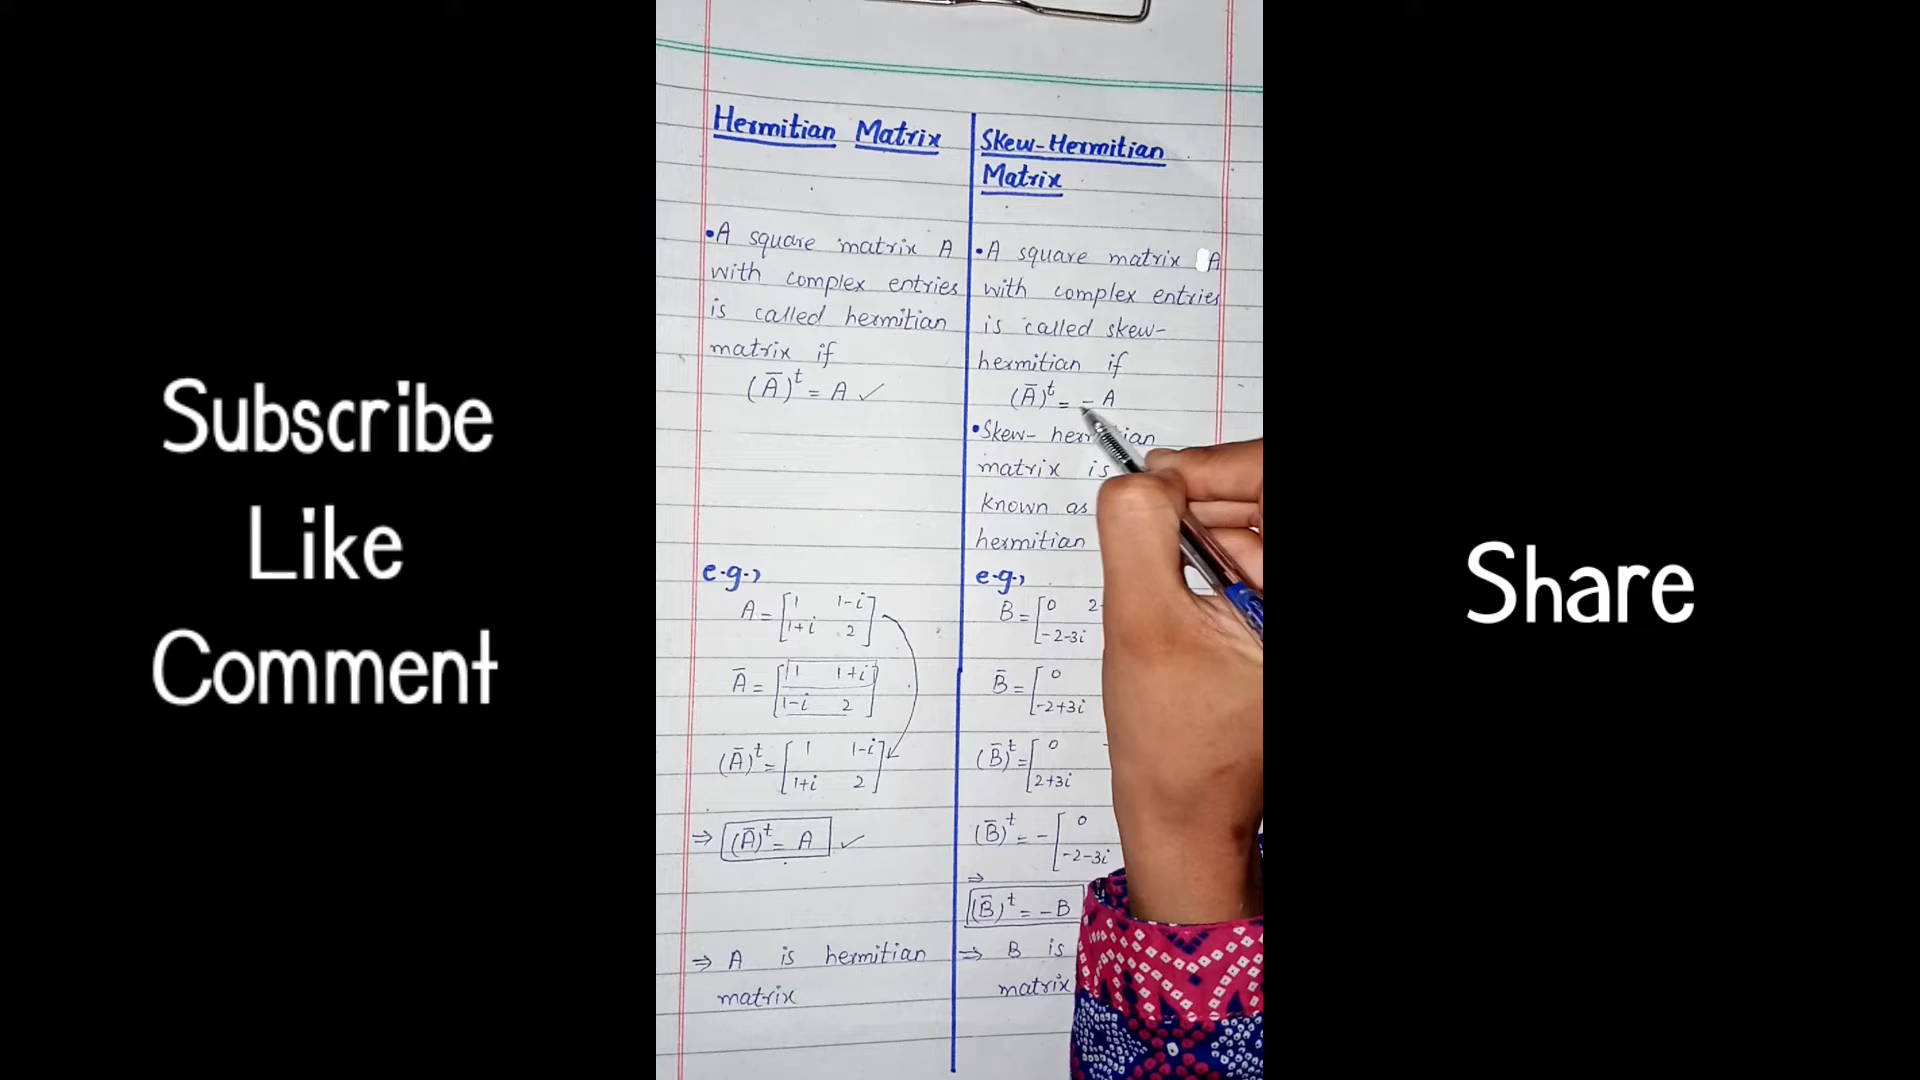 Subscribe
Like
Comment
Hermitian Matrix
•A square matrix A
with complex entries
is called hermitian
matrix if
(Ā)ᵗ = A ✓
e.g.,
A = [1 1-i
1+i 2]
Ā = [1 1+i
1-i 2]
(Ā)ᵗ = [1 1-i
1+i 2]
⇒ (Ā)ᵗ = A ✓
⇒ A is hermitian
matrix
Skew-Hermitian
Matrix
•A square matrix A
with complex entries
is called skew-
hermitian if
(Ā)ᵗ = -A
•Skew-
matrix is
known as
hermitian
e.g.,
B = [0 2-
-2-3i
B̄ = [0
-2+3i
(B̄)ᵗ = [0 -
2+3i
(B̄)ᵗ = -[0
-2-3i
⇒
(B̄)ᵗ = -B
⇒ B is
matrix
Share